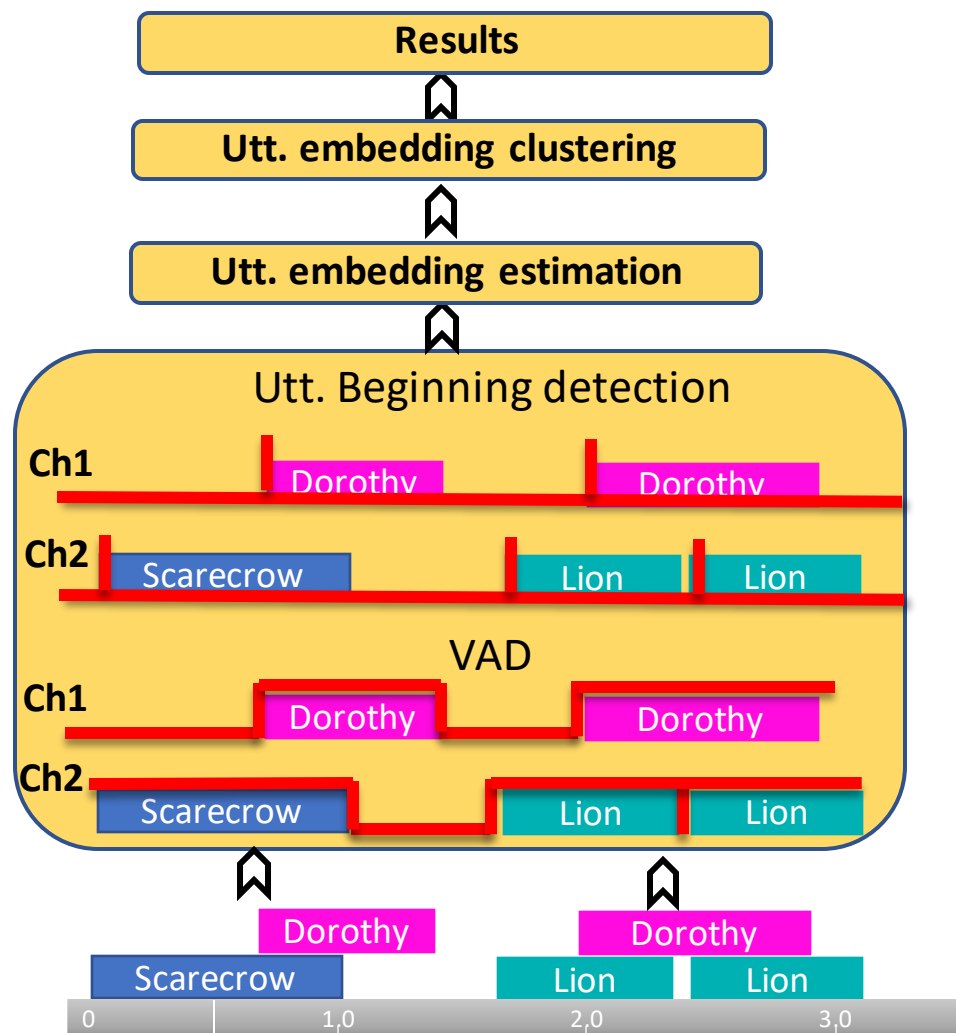 Results
Utt. embedding clustering
Utt. embedding estimation
Utt. Beginning detection
Ch1
Dorothy
Dorothy
Ch2
Scarecrow
Lion
Lion
VAD
Ch1
Dorothy
Dorothy
Ch2
Scarecrow
Lion
Lion
Dorothy
Dorothy
Scarecrow
Lion
Lion
0
1,0
2,0
3,0